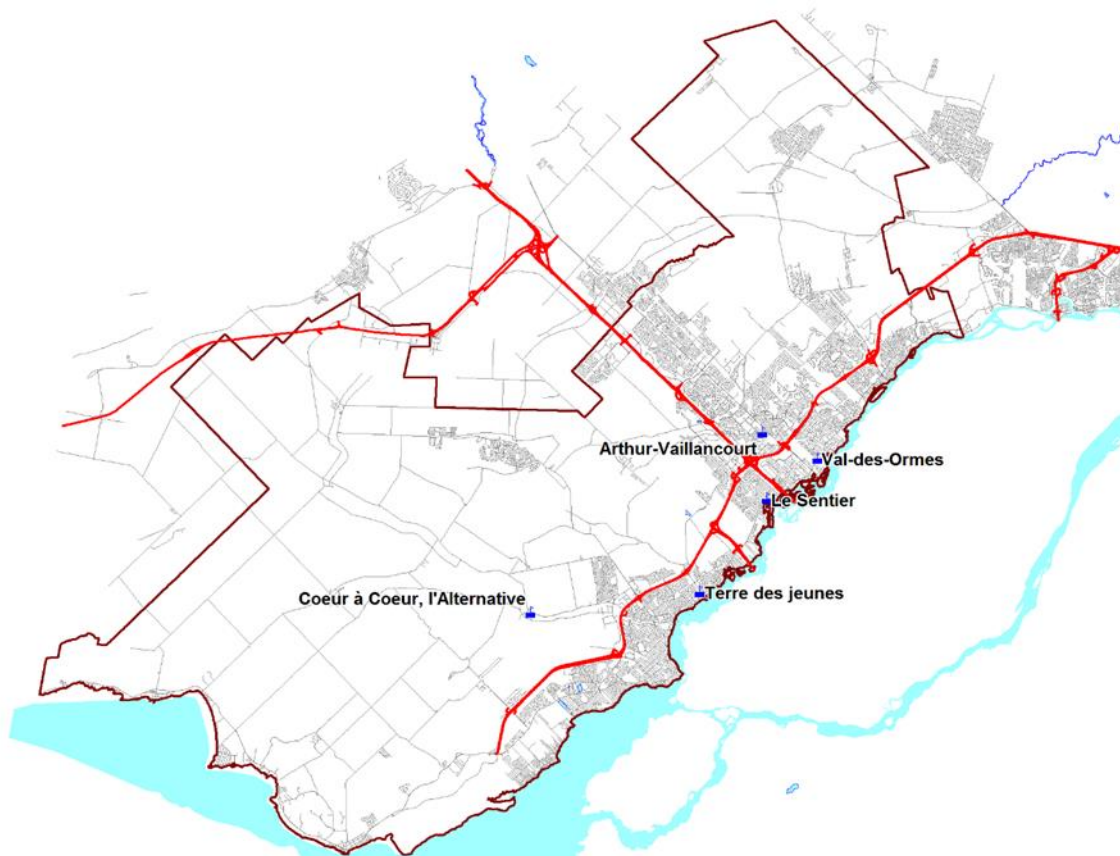 Arthur-Vaillancourt
Val-des-Ormes
Le Sentier
Terre des jeunes
Coeur à Coeur, l'Alternative